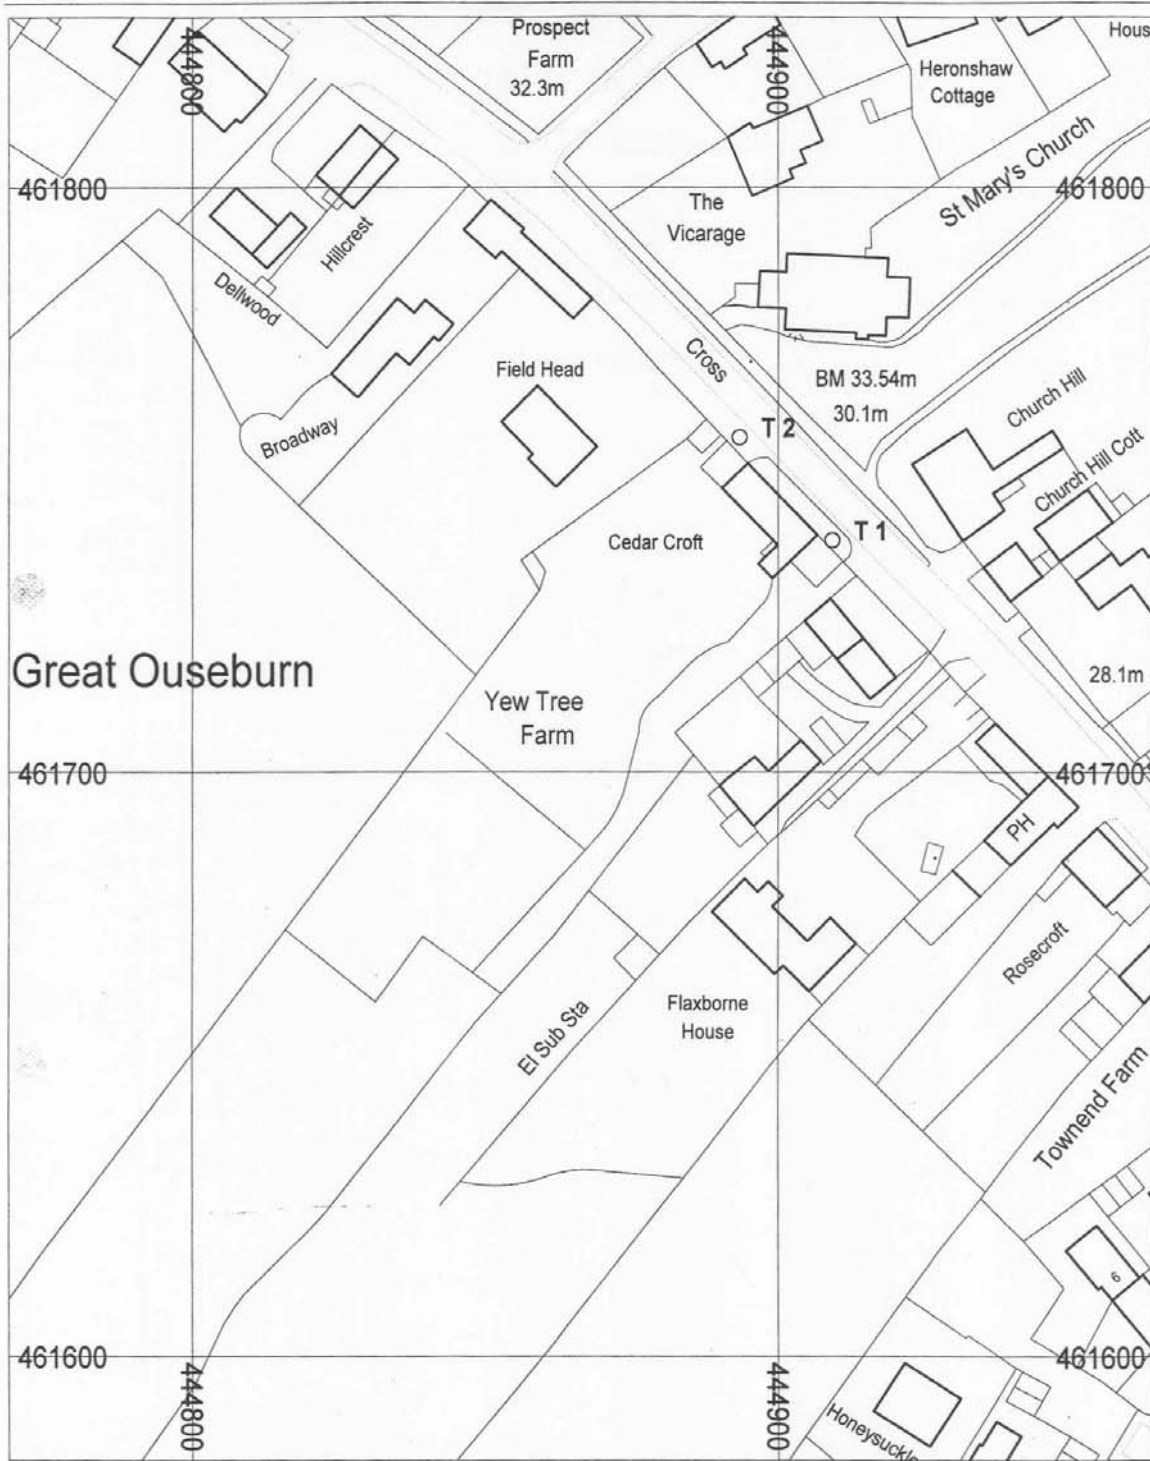 Prospect
Farm
32.3m
Hous
Heronshaw
Cottage
444800
444900
St Mary's Church
461800
461800
The
Vicarage
Hillcrest
Dellwood
Cross
Field Head
BM 33.54m
30.1m
Church Hill
Church Hill Cott
Broadway
T 2
T 1
Cedar Croft
Great Ouseburn
Yew Tree
Farm
28.1m
461700
461700
PH
Rosecroft
El Sub Sta
Flaxborne
House
Townend Farm
6
461600
461600
444800
444900
Honeysuckle